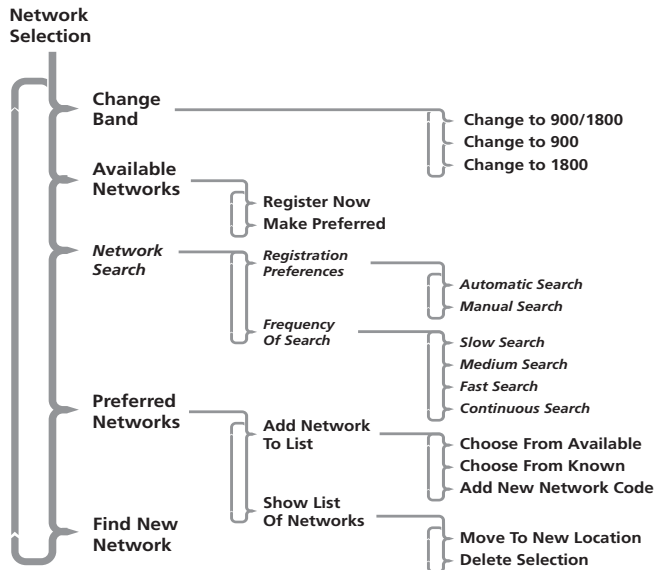 Network
Selection
Change
Band
Change to 900/1800
Change to 900
Change to 1800
Available
Networks
Register Now
Make Preferred
Network
Search
Registration
Preferences
Automatic Search
Manual Search
Frequency
Of Search
Slow Search
Medium Search
Fast Search
Continuous Search
Preferred
Networks
Add Network
To List
Choose From Available
Choose From Known
Add New Network Code
Show List
Of Networks
Move To New Location
Delete Selection
Find New
Network